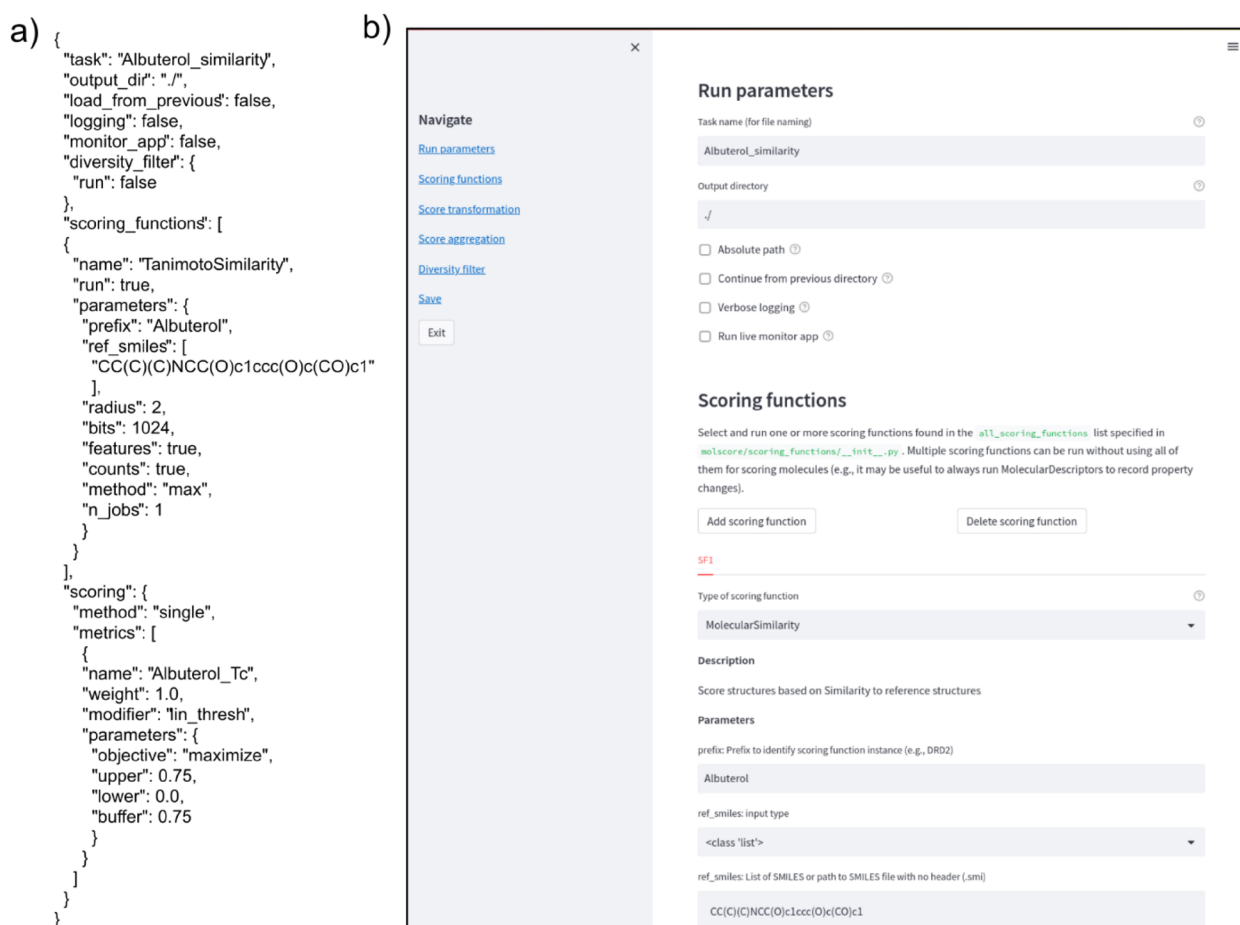 a)
{
"task": "Albuterol_similarity",
"output_dir": "./",
"load_from_previous": false,
"logging": false,
"monitor_app": false,
"diversity_filter": {
"run": false
},
"scoring_functions": [
{
"name": "TanimotoSimilarity",
"run": true,
"parameters": {
"prefix": "Albuterol",
"ref_smiles": [
"CC(C)(C)NCC(O)c1ccc(O)c(CO)c1"
],
"radius": 2,
"bits": 1024,
"features": true,
"counts": true,
"method": "max",
"n_jobs": 1
}
}
],
"scoring": {
"method": "single",
"metrics": [
{
"name": "Albuterol_Tc",
"weight": 1.0,
"modifier": "lin_thresh",
"parameters": {
"objective": "maximize",
"upper": 0.75,
"lower": 0.0,
"buffer": 0.75
}
}
]
}
}
b)
Navigate
Run parameters
Scoring functions
Score transformation
Score aggregation
Diversity filter
Save
Exit
Run parameters
Task name (for file naming)
Albuterol_similarity
Output directory
./
Absolute path
Continue from previous directory
Verbose logging
Run live monitor app
Scoring functions
Select and run one or more scoring functions found in the all_scoring_functions list specified in
molscore/scoring_functions/__init__.py . Multiple scoring functions can be run without using all of
them for scoring molecules (e.g., it may be useful to always run MolecularDescriptors to record property
changes).
Add scoring function
Delete scoring function
SF1
Type of scoring function
MolecularSimilarity
Description
Score structures based on Similarity to reference structures
Parameters
prefix: Prefix to identify scoring function instance (e.g., DRD2)
Albuterol
ref_smiles: input type
<class 'list'>
ref_smiles: List of SMILES or path to SMILES file with no header (.smi)
CC(C)(C)NCC(O)c1ccc(O)c(CO)c1